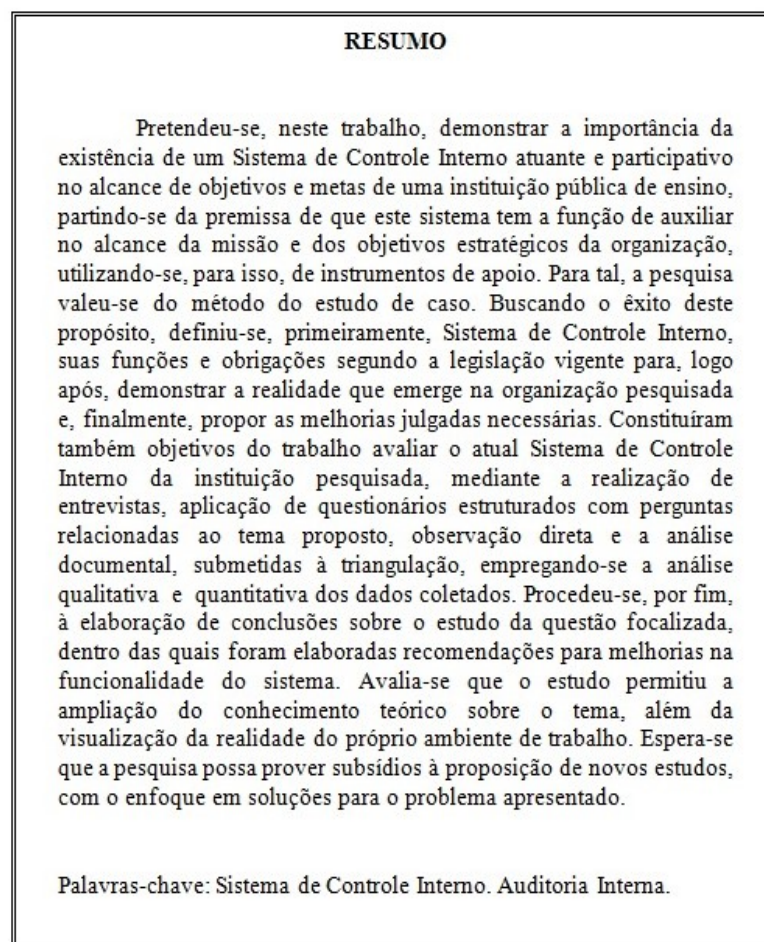 RESUMO
Pretendeu-se, neste trabalho, demonstrar a importância da
existência de um Sistema de Controle Interno atuante e participativo
no alcance de objetivos e metas de uma instituição pública de ensino,
partindo-se da premissa de que este sistema tem a função de auxiliar
no alcance da missão e dos objetivos estratégicos da organização,
utilizando-se, para isso, de instrumentos de apoio. Para tal, a pesquisa
valeu-se do método do estudo de caso. Buscando o êxito deste
propósito, definiu-se, primeiramente, Sistema de Controle Interno,
suas funções e obrigações segundo a legislação vigente para, logo
após, demonstrar a realidade que emerge na organização pesquisada
e, finalmente, propor as melhorias julgadas necessárias. Constituíram
também objetivos do trabalho avaliar o atual Sistema de Controle
Interno da instituição pesquisada, mediante a realização de
entrevistas, aplicação de questionários estruturados com perguntas
relacionadas ao tema proposto, observação direta e a análise
documental, submetidas à triangulação, empregando-se a análise
qualitativa e quantitativa dos dados coletados. Procedeu-se, por fim,
à elaboração de conclusões sobre o estudo da questão focalizada,
dentro das quais foram elaboradas recomendações para melhorias na
funcionalidade do sistema. Avalia-se que o estudo permitiu a
ampliação do conhecimento teórico sobre o tema, além da
visualização da realidade do próprio ambiente de trabalho. Espera-se
que a pesquisa possa prover subsídios à proposição de novos estudos,
com o enfoque em soluções para o problema apresentado.
Palavras-chave: Sistema de Controle Interno. Auditoria Interna.